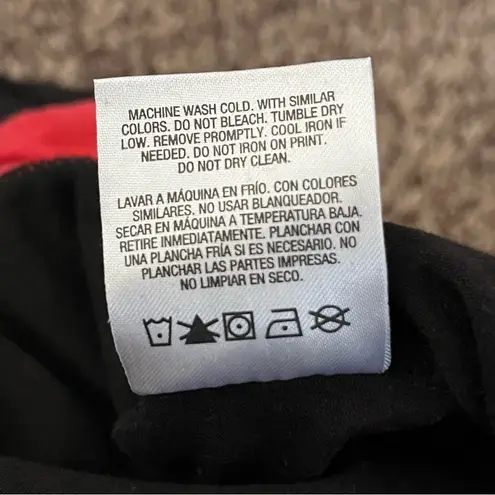 MACHINE WASH COLD. WITH SIMILAR
COLORS. DO NOT BLEACH. TUMBLE DRY
LOW. REMOVE PROMPTLY. COOL IRON IF
NEEDED. DO NOT IRON ON PRINT.
DO NOT DRY CLEAN.
LAVAR A MÁQUINA EN FRÍO. CON COLORES
SIMILARES. NO USAR BLANQUEADOR.
SECAR EN MÁQUINA A TEMPERATURA BAJA.
RETIRE INMEDIATAMENTE. PLANCHAR CON
UNA PLANCHA FRÍA SI ES NECESARIO. NO
PLANCHAR LAS PARTES IMPRESAS.
NO LIMPIAR EN SECO.